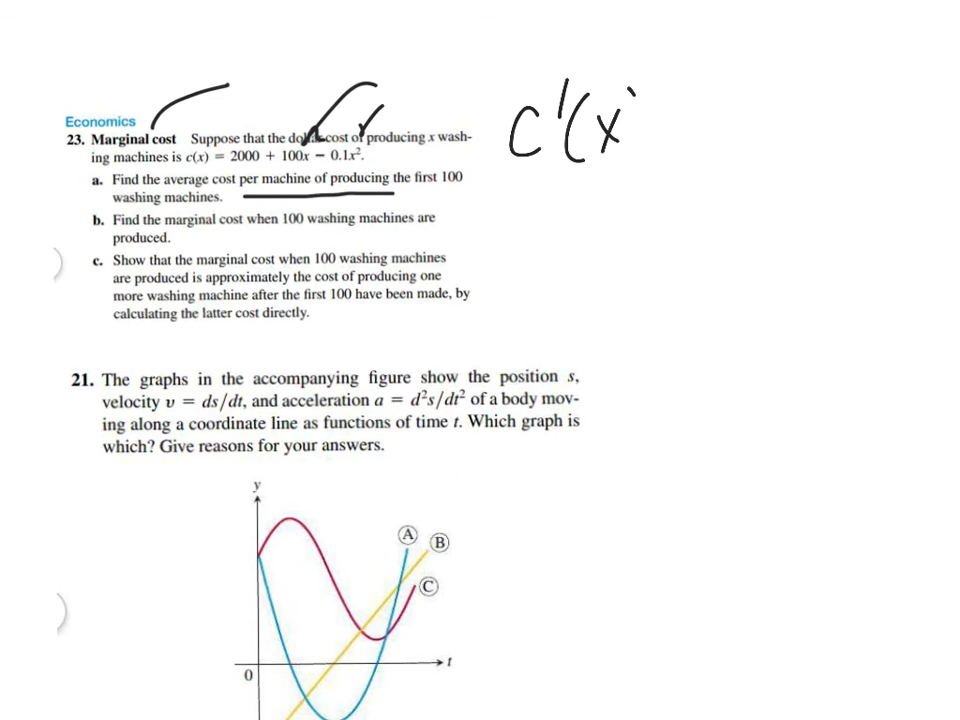 Economics
23. Marginal cost Suppose that the dollar cost of producing x wash-
ing machines is c(x) = 2000 + 100x − 0.1x².
a. Find the average cost per machine of producing the first 100
washing machines.
b. Find the marginal cost when 100 washing machines are
produced.
c. Show that the marginal cost when 100 washing machines
are produced is approximately the cost of producing one
more washing machine after the first 100 have been made, by
calculating the latter cost directly.
C'(x)
21. The graphs in the accompanying figure show the position s,
velocity v = ds/dt, and acceleration a = d²s/dt² of a body mov-
ing along a coordinate line as functions of time t. Which graph is
which? Give reasons for your answers.
y
A
B
C
t
0